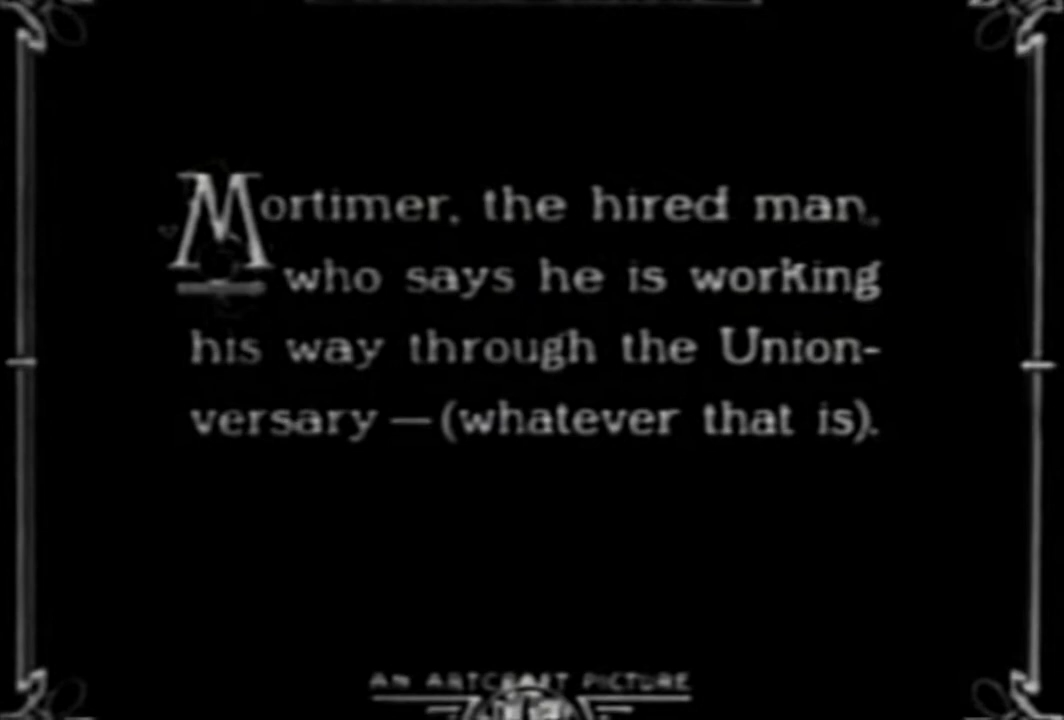 Mortimer, the hired man,
who says he is working
his way through the Union-
versary — (whatever that is).
AN ARTCRAFT PICTURE